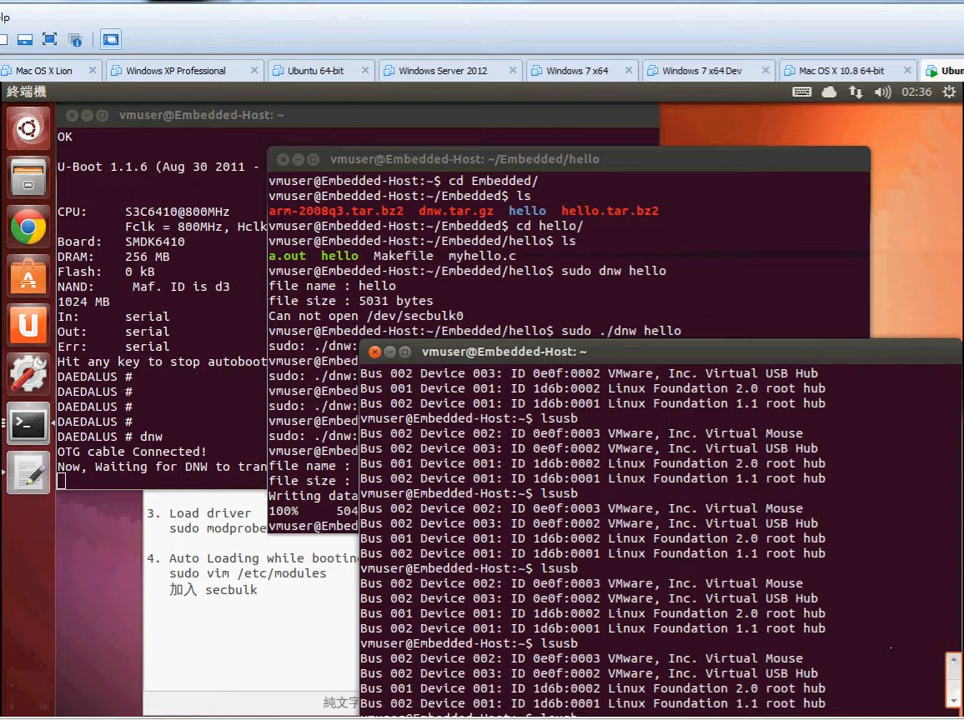 lp
Mac OS X Lion
Windows XP Professional
Ubuntu 64-bit
Windows Server 2012
Windows 7 x64
Windows 7 x64 Dev
Mac OS X 10.8 64-bit
Ubun
終端機
02:36
vmuser@Embedded-Host: ~
OK
U-Boot 1.1.6 (Aug 30 2011 -
CPU: S3C6410@800MHz
Fclk = 800MHz, Hclk
Board: SMDK6410
DRAM: 256 MB
Flash: 0 kB
NAND: Maf. ID is d3
1024 MB
In: serial
Out: serial
Err: serial
Hit any key to stop autoboot
DAEDALUS #
DAEDALUS #
DAEDALUS #
DAEDALUS #
DAEDALUS # dnw
OTG cable Connected!
Now, Waiting for DNW to tran
vmuser@Embedded-Host: ~/Embedded/hello
vmuser@Embedded-Host:~$ cd Embedded/
vmuser@Embedded-Host:~/Embedded$ ls
arm-2008q3.tar.bz2 dnw.tar.gz hello hello.tar.bz2
vmuser@Embedded-Host:~/Embedded$ cd hello/
vmuser@Embedded-Host:~/Embedded/hello$ ls
a.out hello Makefile myhello.c
vmuser@Embedded-Host:~/Embedded/hello$ sudo dnw hello
file name : hello
file size : 5031 bytes
Can not open /dev/secbulk0
vmuser@Embedded-Host:~/Embedded/hello$ sudo ./dnw hello
sudo: ./dnw:
vmuser@Embed
sudo: ./dnw:
vmuser@Embed
sudo: ./dnw:
vmuser@Embed
sudo: ./dnw:
vmuser@Embed
file name :
file size :
Writing data
100% 504
vmuser@Embed
vmuser@Embedded-Host: ~
Bus 002 Device 003: ID 0e0f:0002 VMware, Inc. Virtual USB Hub
Bus 001 Device 001: ID 1d6b:0002 Linux Foundation 2.0 root hub
Bus 002 Device 001: ID 1d6b:0001 Linux Foundation 1.1 root hub
vmuser@Embedded-Host:~$ lsusb
Bus 002 Device 002: ID 0e0f:0003 VMware, Inc. Virtual Mouse
Bus 002 Device 003: ID 0e0f:0002 VMware, Inc. Virtual USB Hub
Bus 001 Device 001: ID 1d6b:0002 Linux Foundation 2.0 root hub
Bus 002 Device 001: ID 1d6b:0001 Linux Foundation 1.1 root hub
vmuser@Embedded-Host:~$ lsusb
Bus 002 Device 002: ID 0e0f:0003 VMware, Inc. Virtual Mouse
Bus 002 Device 003: ID 0e0f:0002 VMware, Inc. Virtual USB Hub
Bus 001 Device 001: ID 1d6b:0002 Linux Foundation 2.0 root hub
Bus 002 Device 001: ID 1d6b:0001 Linux Foundation 1.1 root hub
vmuser@Embedded-Host:~$ lsusb
Bus 002 Device 002: ID 0e0f:0003 VMware, Inc. Virtual Mouse
Bus 002 Device 003: ID 0e0f:0002 VMware, Inc. Virtual USB Hub
Bus 001 Device 001: ID 1d6b:0002 Linux Foundation 2.0 root hub
Bus 002 Device 001: ID 1d6b:0001 Linux Foundation 1.1 root hub
vmuser@Embedded-Host:~$ lsusb
Bus 002 Device 002: ID 0e0f:0003 VMware, Inc. Virtual Mouse
Bus 002 Device 003: ID 0e0f:0002 VMware, Inc. Virtual USB Hub
Bus 001 Device 001: ID 1d6b:0002 Linux Foundation 2.0 root hub
Bus 002 Device 001: ID 1d6b:0001 Linux Foundation 1.1 root hub
3. Load driver
sudo modprobe
4. Auto Loading while booting
sudo vim /etc/modules
加入 secbulk
純文字